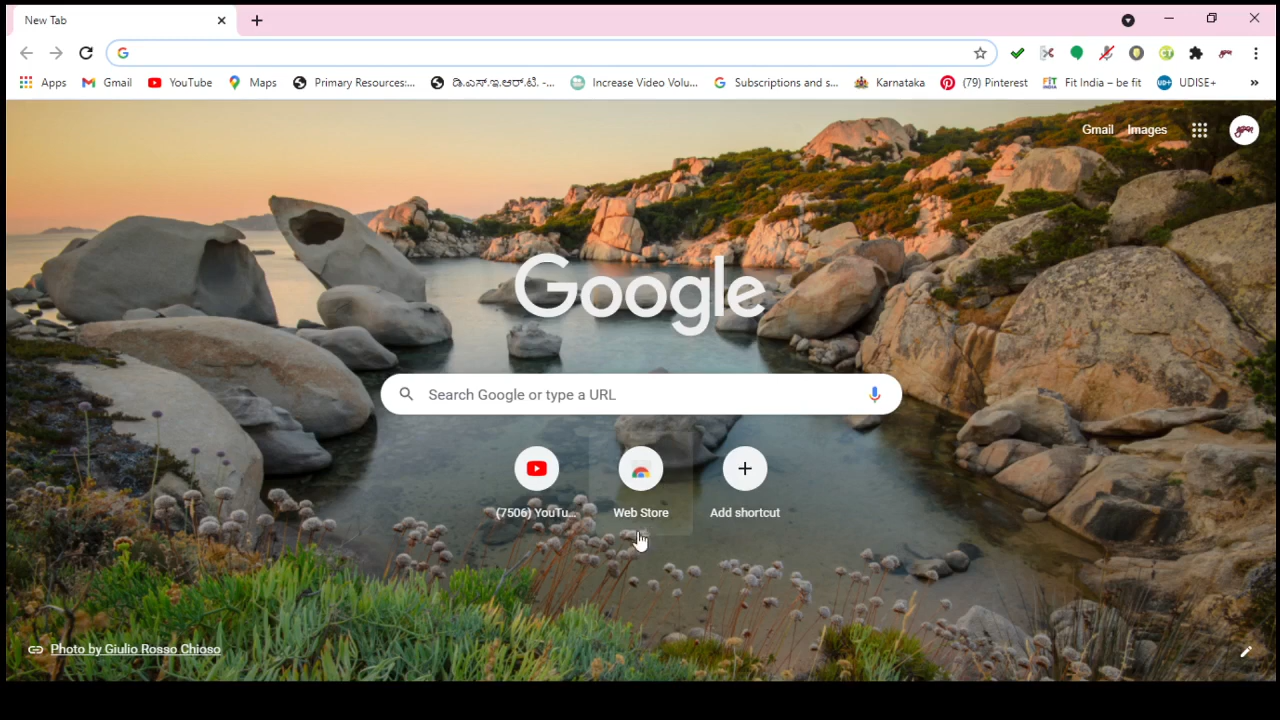 New Tab
Apps Gmail YouTube Maps Primary Resources:... ಡಿ.ಎಸ್.ಇ.ಆರ್.ಟಿ. -... Increase Video Volu... Subscriptions and s... Karnataka (79) Pinterest Fit India – be fit UDISE+ »
Gmail Images
Google
Search Google or type a URL
(7506) YouTu... Web Store Add shortcut
Photo by Giulio Rosso Chioso